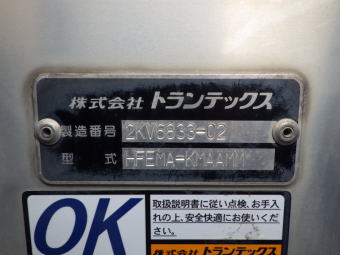 株式会社 トランテックス
製造番号 2KV6833-02
型式 HFEMA-KMAAMM
OK
取扱説明書に従い点検、お手入
れの上、安全快適にお使いくだ
さい。
株式会社 トランテックス